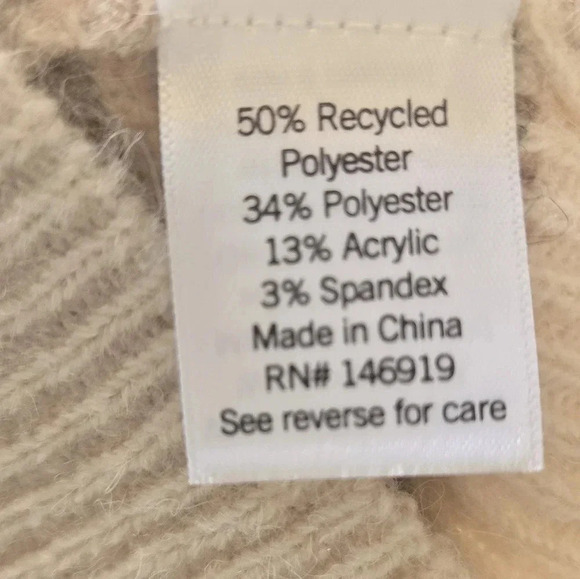 50% Recycled
Polyester
34% Polyester
13% Acrylic
3% Spandex
Made in China
RN# 146919
See reverse for care